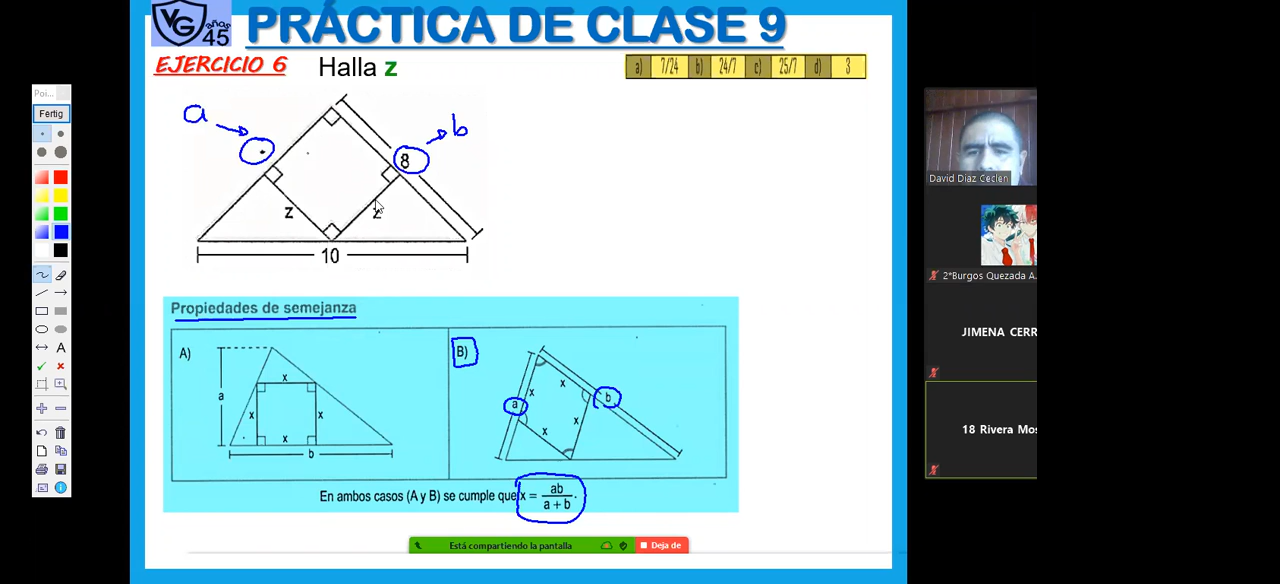 VG
años
45
PRÁCTICA DE CLASE 9
EJERCICIO 6
Halla z
a) 7/24 b) 24/7 c) 25/7 d) 3
Poi...
Fertig
a
b
8
z
z
10
Propiedades de semejanza
A)
a
x
x
x
x
b
B)
a
b
x
x
x
x
En ambos casos (A y B) se cumple que x = ab / a + b.
A
Está compartiendo la pantalla
Deja de
David Diaz Ceclen
2°Burgos Quezada A.
JIMENA CERR
18 Rivera Mos